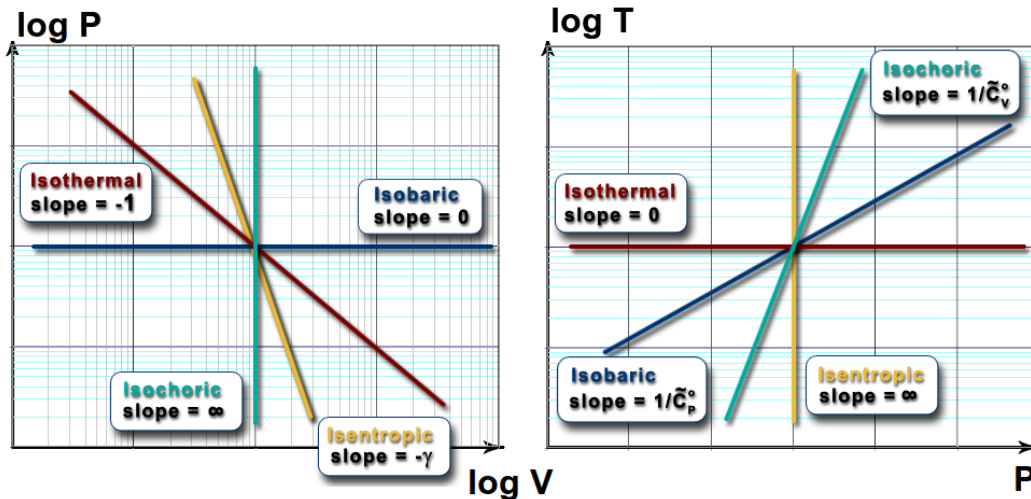 log P
Isothermal
slope = -1
Isobaric
slope = 0
Isochoric
slope = ∞
Isentropic
slope = -γ
log V
log T
Isochoric
slope = 1/C̃°ᵥ
Isothermal
slope = 0
Isobaric
slope = 1/C̃°ₚ
Isentropic
slope = ∞
P